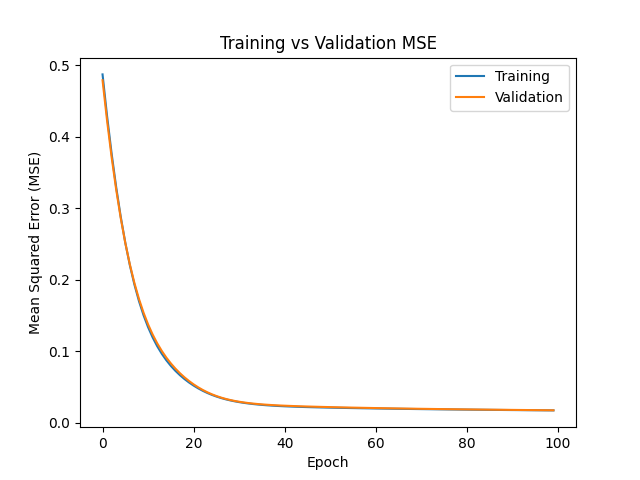 Training vs Validation MSE
Training
Validation
Mean Squared Error (MSE)
0.5
0.4
0.3
0.2
0.1
0.0
0 20 40 60 80 100
Epoch